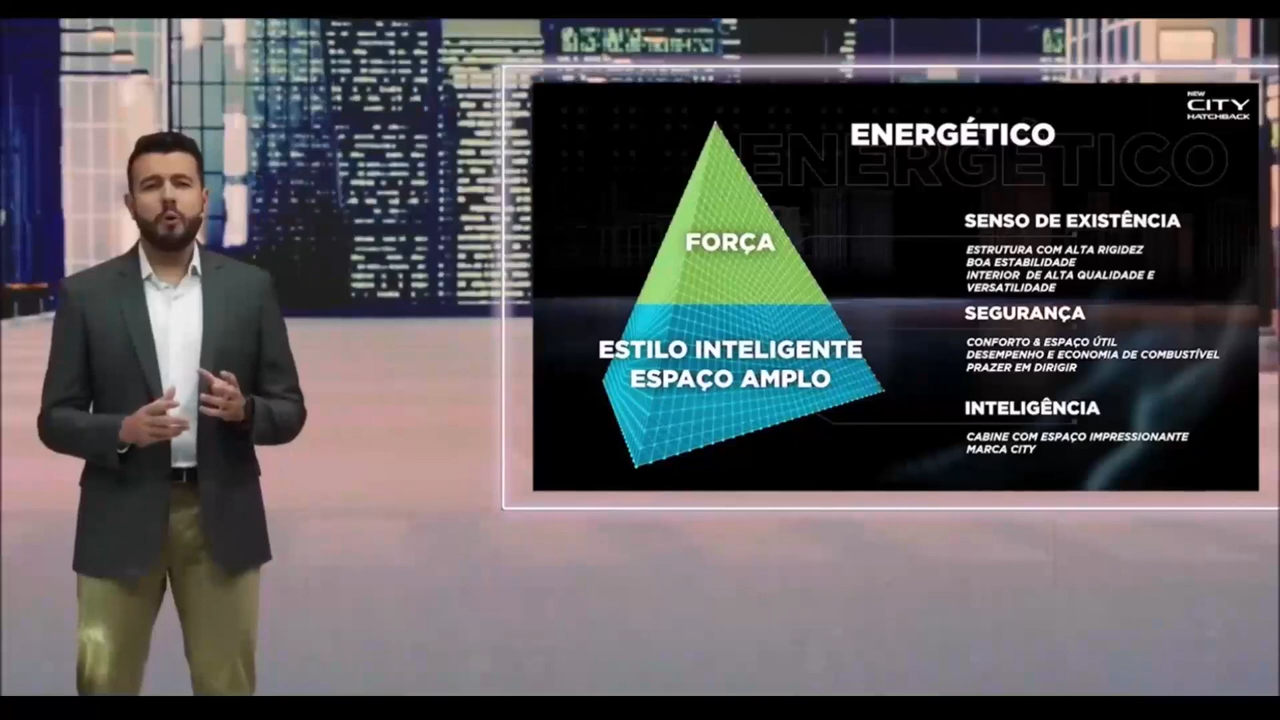 NEW
CITY
HATCHBACK
ENERGÉTICO
ENERGÉTICO
FORÇA
ESTILO INTELIGENTE
ESPAÇO AMPLO
SENSO DE EXISTÊNCIA
ESTRUTURA COM ALTA RIGIDEZ
BOA ESTABILIDADE
INTERIOR DE ALTA QUALIDADE E
VERSATILIDADE
SEGURANÇA
CONFORTO & ESPAÇO ÚTIL
DESEMPENHO E ECONOMIA DE COMBUSTÍVEL
PRAZER EM DIRIGIR
INTELIGÊNCIA
CABINE COM ESPAÇO IMPRESSIONANTE
MARCA CITY